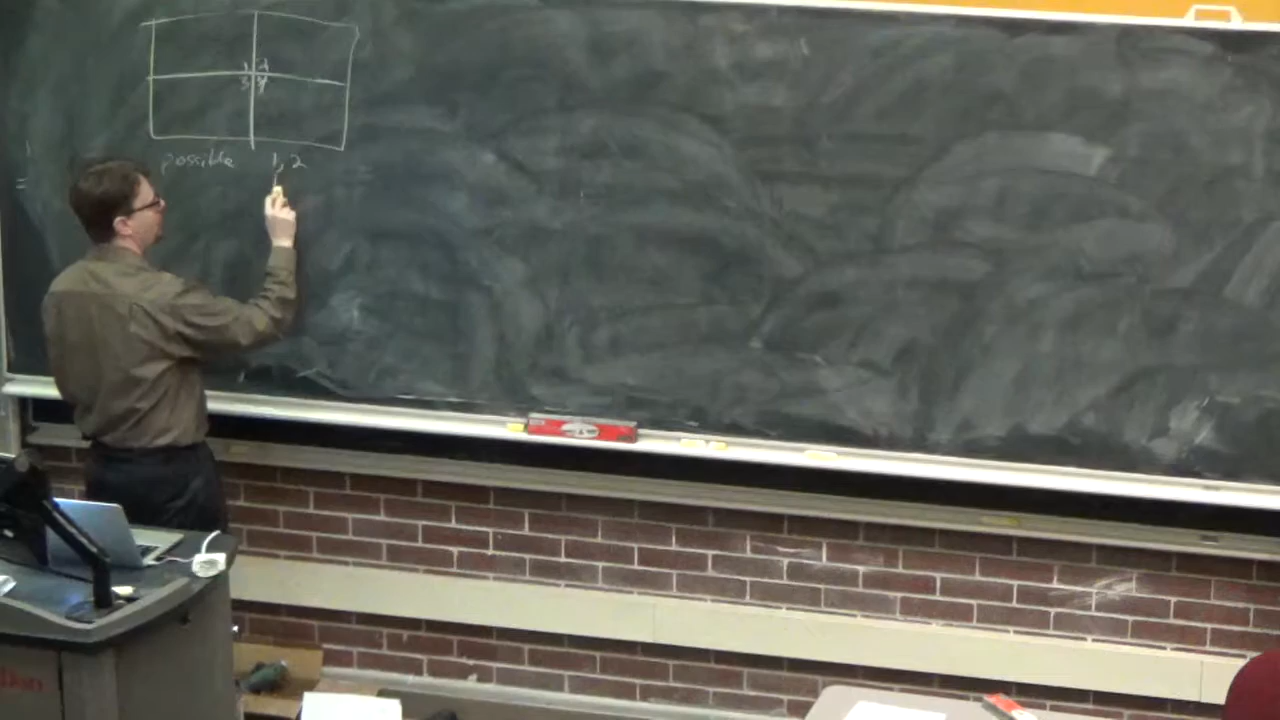 1 2
3 4
possible 1, 2
=